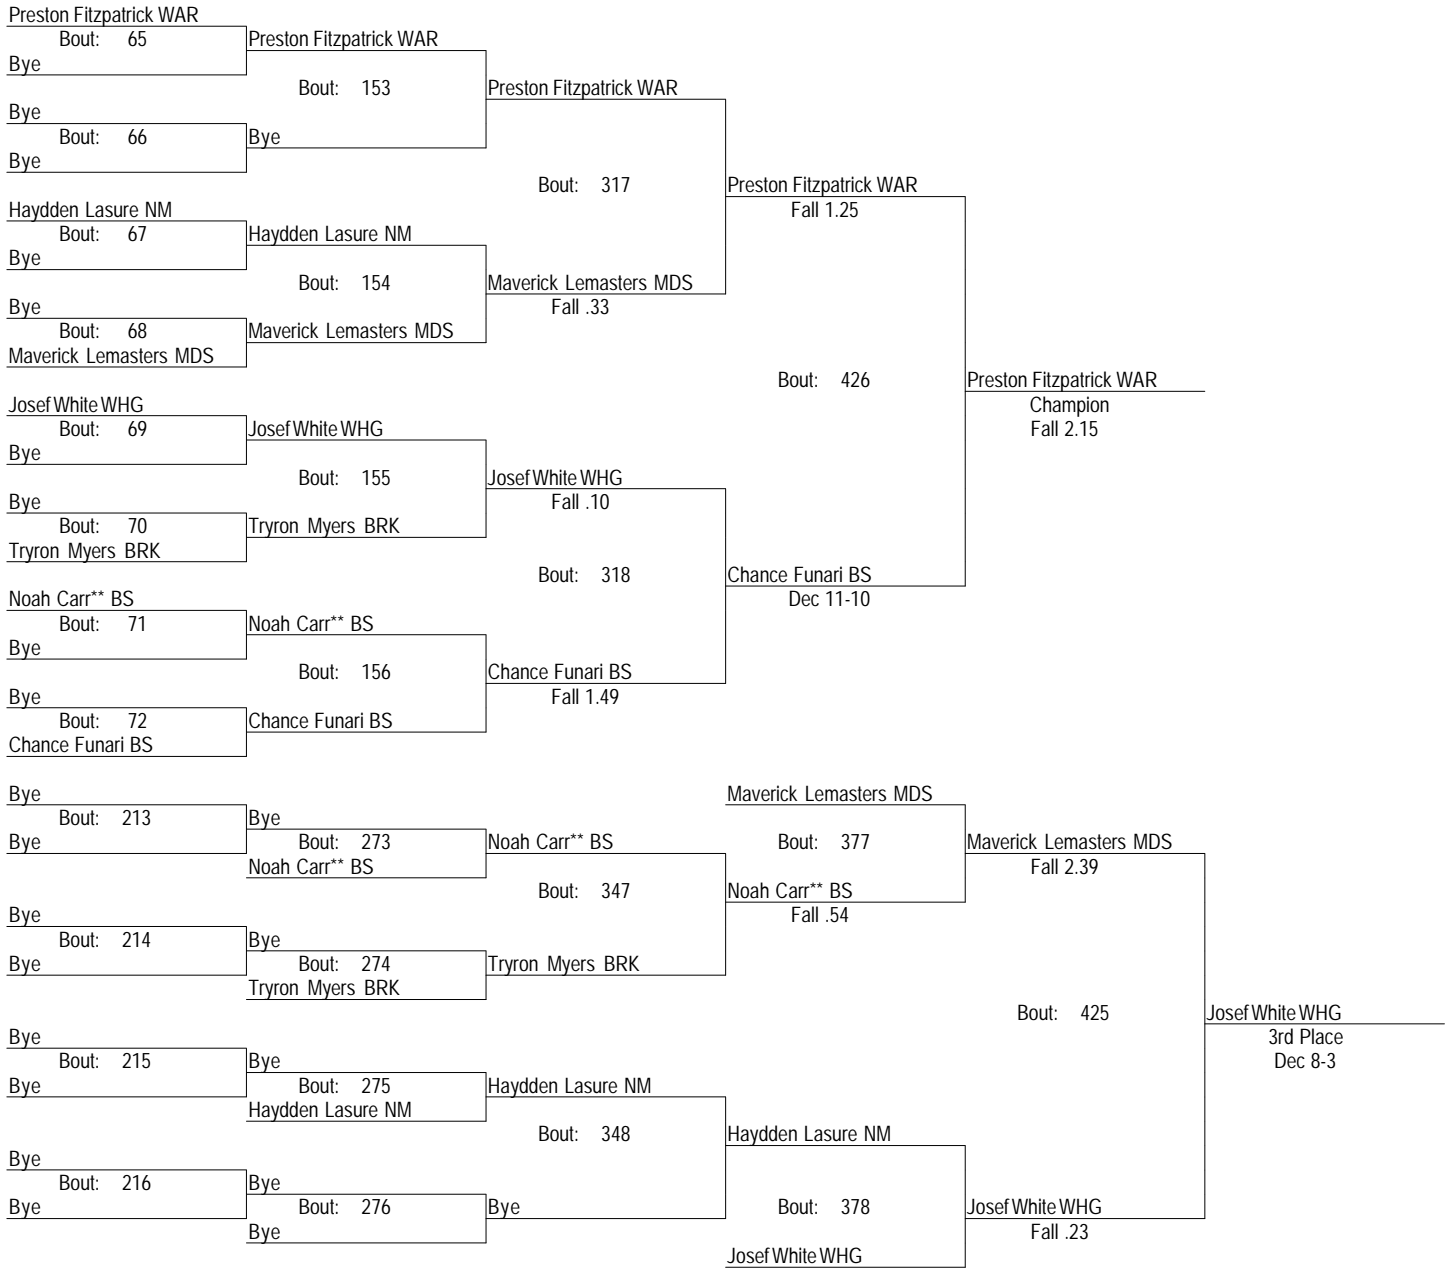 Preston Fitzpatrick WAR
Bout: 65
Preston Fitzpatrick WAR
Bye
Bout: 153
Preston Fitzpatrick WAR
Bye
Bout: 66
Bye
Bye
Bout: 317
Preston Fitzpatrick WAR
Fall 1.25
Haydden Lasure NM
Bout: 67
Haydden Lasure NM
Bye
Bout: 154
Maverick Lemasters MDS
Fall .33
Bye
Bout: 68
Maverick Lemasters MDS
Maverick Lemasters MDS
Bout: 426
Preston Fitzpatrick WAR
Champion
Fall 2.15
Josef White WHG
Bout: 69
Josef White WHG
Bye
Bout: 155
Josef White WHG
Fall .10
Bye
Bout: 70
Tryron Myers BRK
Tryron Myers BRK
Bout: 318
Chance Funari BS
Dec 11-10
Noah Carr** BS
Bout: 71
Noah Carr** BS
Bye
Bout: 156
Chance Funari BS
Fall 1.49
Bye
Bout: 72
Chance Funari BS
Chance Funari BS
Bye
Maverick Lemasters MDS
Bout: 213
Bye
Bye
Bout: 273
Noah Carr** BS
Bout: 377
Maverick Lemasters MDS
Noah Carr** BS
Fall 2.39
Bout: 347
Noah Carr** BS
Fall .54
Bye
Bout: 214
Bye
Bye
Bout: 274
Tryron Myers BRK
Tryron Myers BRK
Bout: 425
Josef White WHG
3rd Place
Dec 8-3
Bye
Bout: 215
Bye
Bye
Bout: 275
Haydden Lasure NM
Haydden Lasure NM
Bout: 348
Haydden Lasure NM
Bye
Bout: 216
Bye
Bye
Bout: 276
Bye
Bout: 378
Josef White WHG
Bye
Fall .23
Josef White WHG